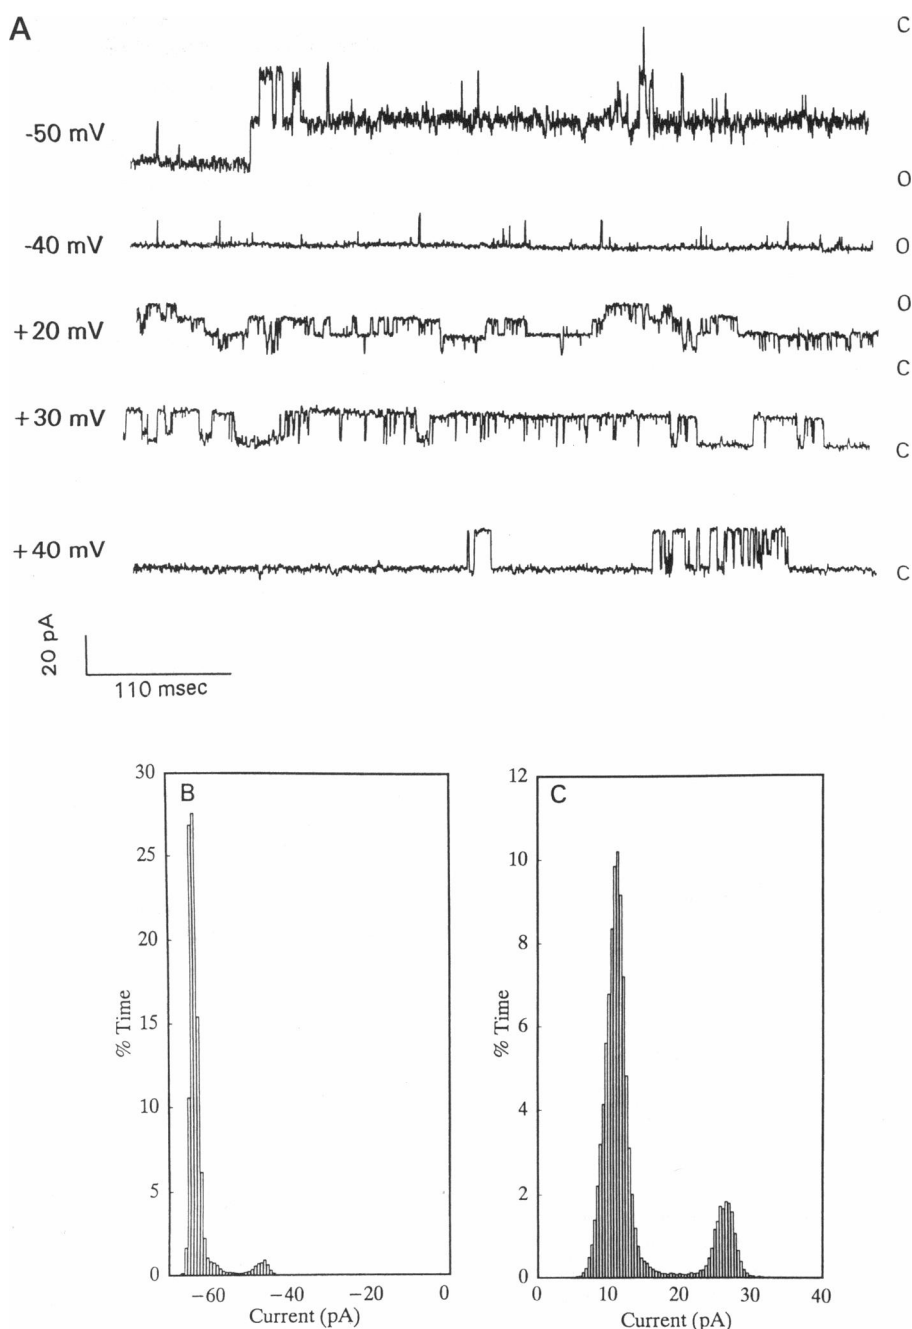 A
C
-50 mV
O
-40 mV
O
O
+20 mV
C
+30 mV
C
+40 mV
C
20 pA
110 msec
B
30
25
20
15
10
5
0
% Time
−60
−40
−20
0
Current (pA)
C
12
10
8
6
4
2
0
% Time
0
10
20
30
40
Current (pA)